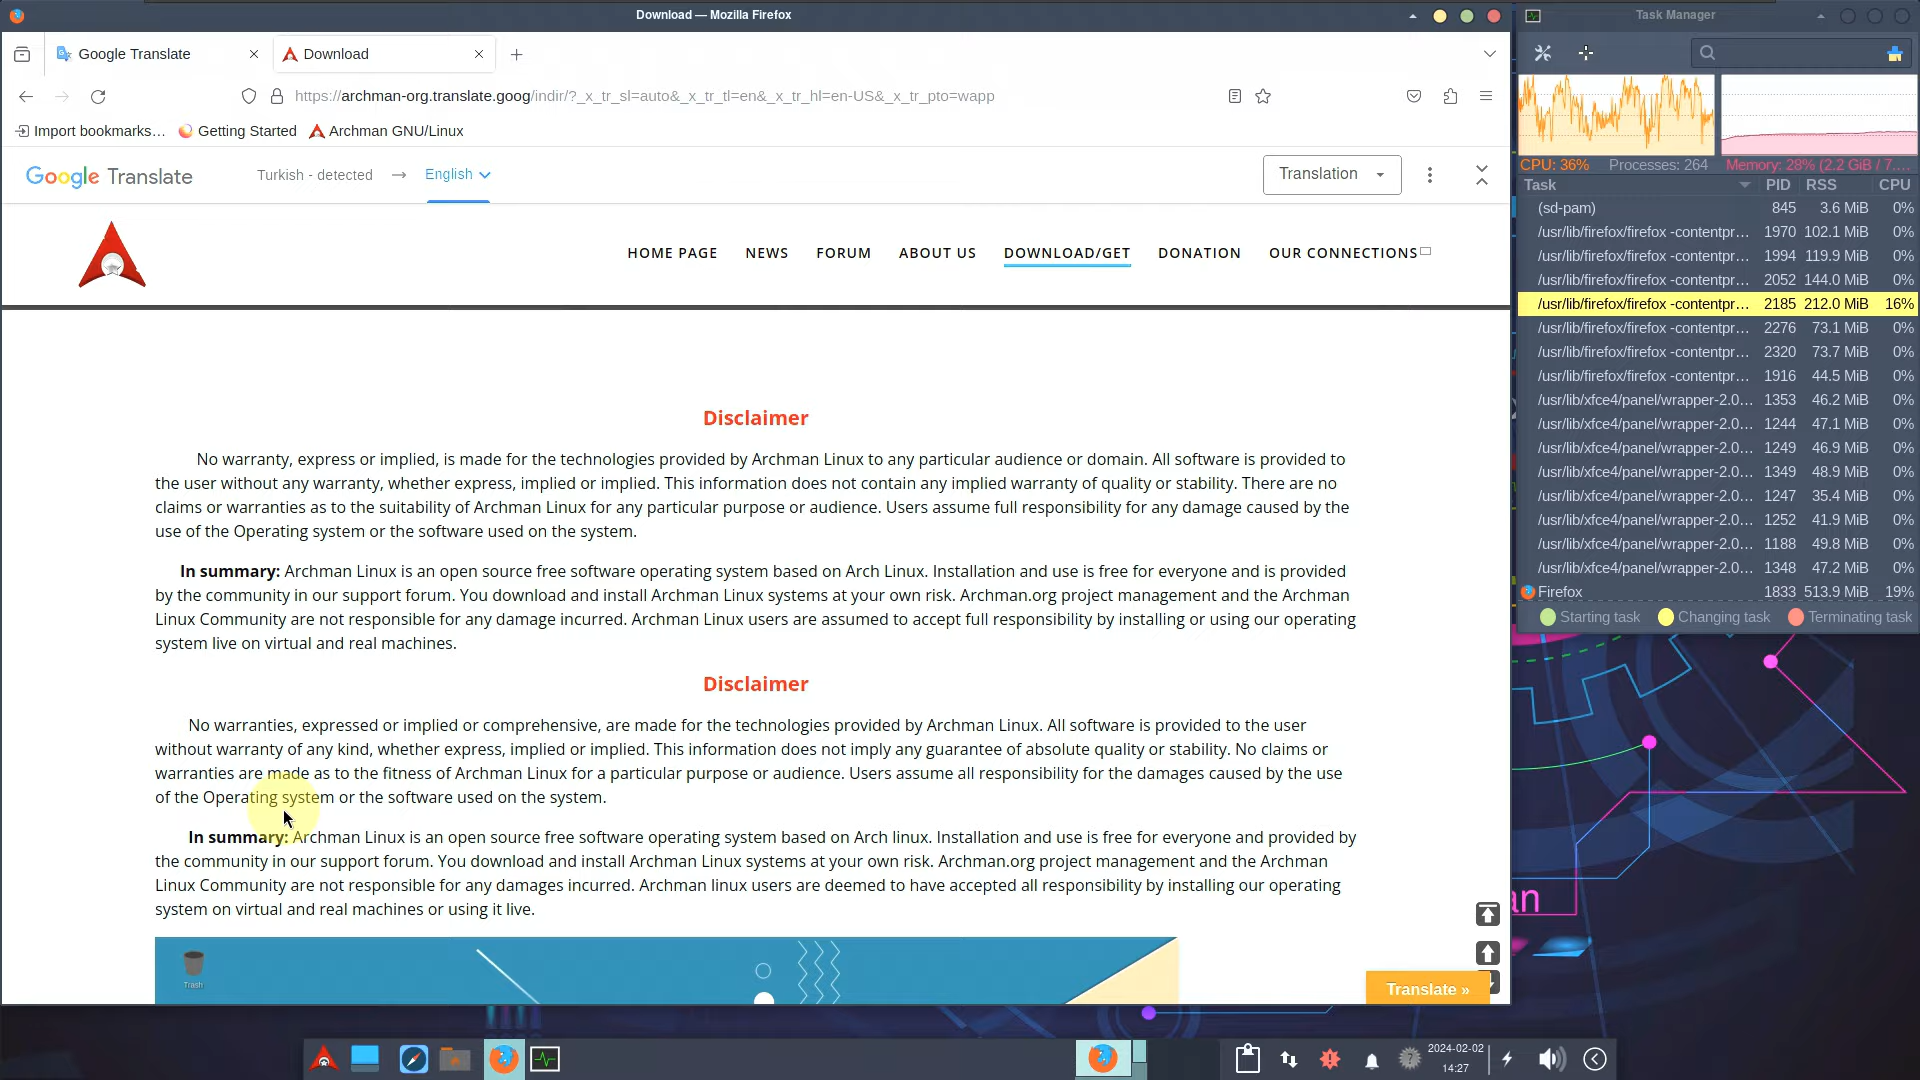 Download — Mozilla Firefox
Google Translate
Download
https://archman-org.translate.goog/indir/?_x_tr_sl=auto&_x_tr_tl=en&_x_tr_hl=en-US&_x_tr_pto=wapp
Import bookmarks…
Getting Started
Archman GNU/Linux
Google Translate
Turkish - detected
English
Translation
HOME PAGE
NEWS
FORUM
ABOUT US
DOWNLOAD/GET
DONATION
OUR CONNECTIONS
Disclaimer
No warranty, express or implied, is made for the technologies provided by Archman Linux to any particular audience or domain. All software is provided to
the user without any warranty, whether express, implied or implied. This information does not contain any implied warranty of quality or stability. There are no
claims or warranties as to the suitability of Archman Linux for any particular purpose or audience. Users assume full responsibility for any damage caused by the
use of the Operating system or the software used on the system.
In summary: Archman Linux is an open source free software operating system based on Arch Linux. Installation and use is free for everyone and is provided
by the community in our support forum. You download and install Archman Linux systems at your own risk. Archman.org project management and the Archman
Linux Community are not responsible for any damage incurred. Archman Linux users are assumed to accept full responsibility by installing or using our operating
system live on virtual and real machines.
Disclaimer
No warranties, expressed or implied or comprehensive, are made for the technologies provided by Archman Linux. All software is provided to the user
without warranty of any kind, whether express, implied or implied. This information does not imply any guarantee of absolute quality or stability. No claims or
warranties are made as to the fitness of Archman Linux for a particular purpose or audience. Users assume all responsibility for the damages caused by the use
of the Operating system or the software used on the system.
In summary: Archman Linux is an open source free software operating system based on Arch linux. Installation and use is free for everyone and provided by
the community in our support forum. You download and install Archman Linux systems at your own risk. Archman.org project management and the Archman
Linux Community are not responsible for any damages incurred. Archman linux users are deemed to have accepted all responsibility by installing our operating
system on virtual and real machines or using it live.
Trash
Translate »
Task Manager
CPU: 36%
Processes: 264
Memory: 28% (2.2 GiB / 7....
Task PID RSS CPU
(sd-pam) 845 3.6 MiB 0%
/usr/lib/firefox/firefox -contentpr... 1970 102.1 MiB 0%
/usr/lib/firefox/firefox -contentpr... 1994 119.9 MiB 0%
/usr/lib/firefox/firefox -contentpr... 2052 144.0 MiB 0%
/usr/lib/firefox/firefox -contentpr... 2185 212.0 MiB 16%
/usr/lib/firefox/firefox -contentpr... 2276 73.1 MiB 0%
/usr/lib/firefox/firefox -contentpr... 2320 73.7 MiB 0%
/usr/lib/firefox/firefox -contentpr... 1916 44.5 MiB 0%
/usr/lib/xfce4/panel/wrapper-2.0... 1353 46.2 MiB 0%
/usr/lib/xfce4/panel/wrapper-2.0... 1244 47.1 MiB 0%
/usr/lib/xfce4/panel/wrapper-2.0... 1249 46.9 MiB 0%
/usr/lib/xfce4/panel/wrapper-2.0... 1349 48.9 MiB 0%
/usr/lib/xfce4/panel/wrapper-2.0... 1247 35.4 MiB 0%
/usr/lib/xfce4/panel/wrapper-2.0... 1252 41.9 MiB 0%
/usr/lib/xfce4/panel/wrapper-2.0... 1188 49.8 MiB 0%
/usr/lib/xfce4/panel/wrapper-2.0... 1348 47.2 MiB 0%
Firefox 1833 513.9 MiB 19%
Starting task
Changing task
Terminating task
an
2024-02-02
14:27